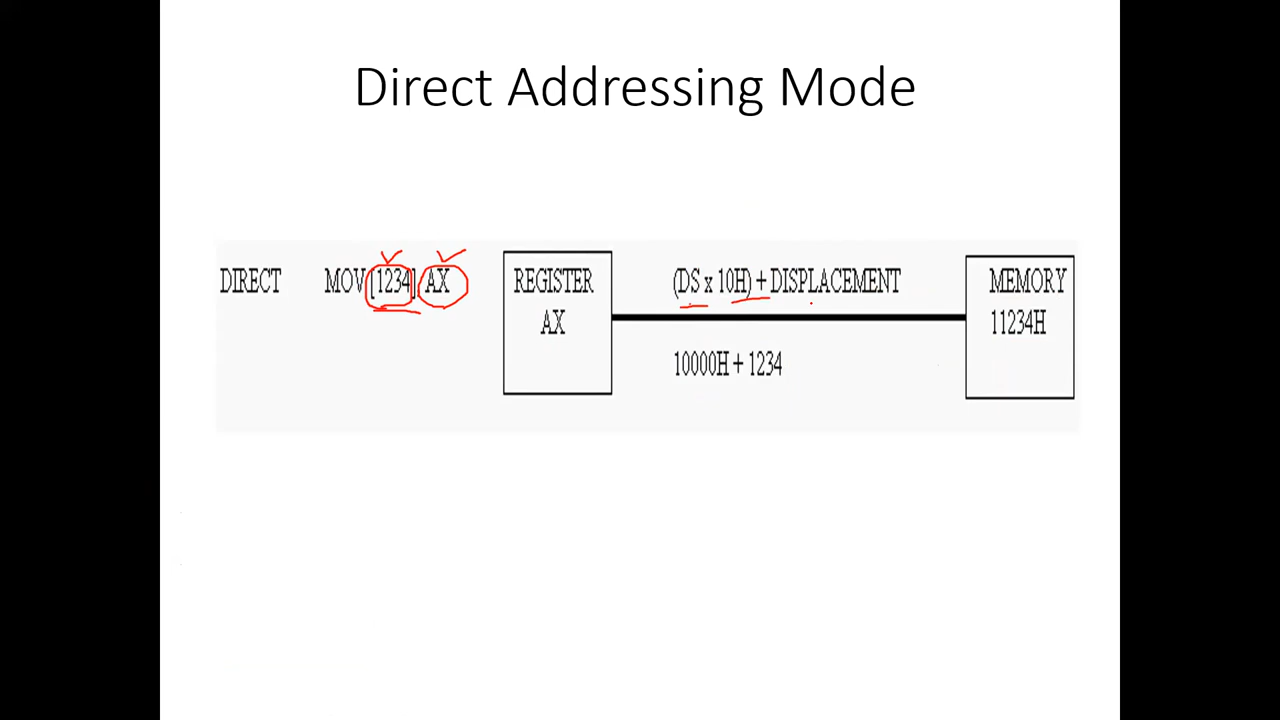 Direct Addressing Mode
DIRECT MOV [1234], AX REGISTER (DS x 10H) + DISPLACEMENT MEMORY
AX 11234H
10000H + 1234